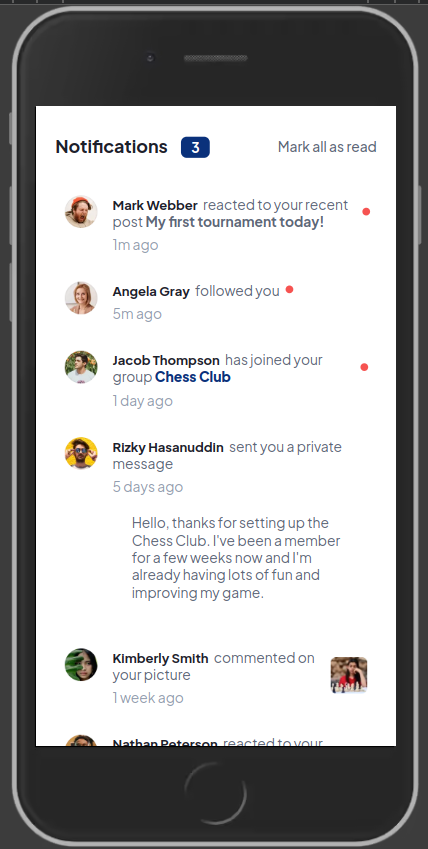 Notifications 3 Mark all as read
Mark Webber reacted to your recent
post My first tournament today!
1m ago
Angela Gray followed you
5m ago
Jacob Thompson has joined your
group Chess Club
1 day ago
Rizky Hasanuddin sent you a private
message
5 days ago
Hello, thanks for setting up the
Chess Club. I've been a member
for a few weeks now and I'm
already having lots of fun and
improving my game.
Kimberly Smith commented on
your picture
1 week ago
Nathan Peterson reacted to your